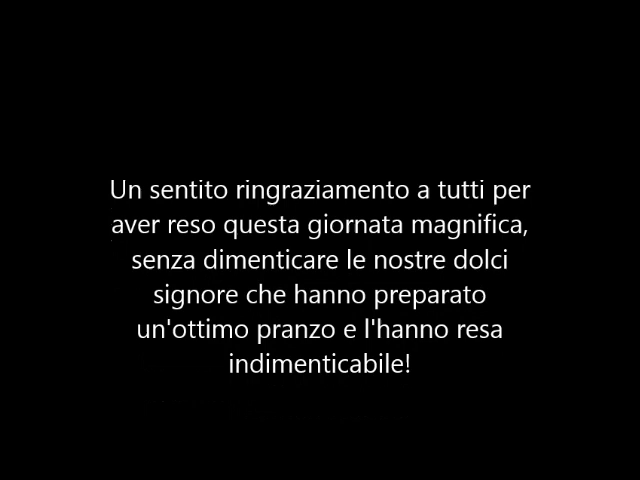 Un sentito ringraziamento a tutti per
aver reso questa giornata magnifica,
senza dimenticare le nostre dolci
signore che hanno preparato
un'ottimo pranzo e l'hanno resa
indimenticabile!